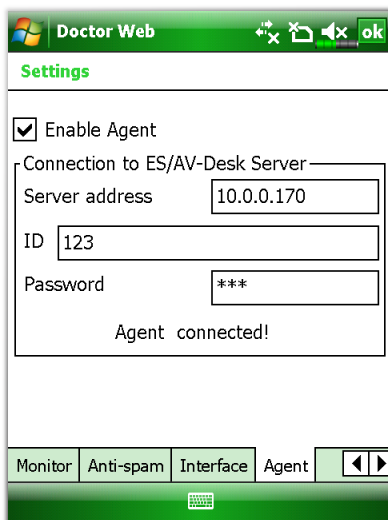 Doctor Web ok
Settings
Enable Agent
Connection to ES/AV-Desk Server
Server address 10.0.0.170
ID 123
Password ***
Agent connected!
Monitor Anti-spam Interface Agent